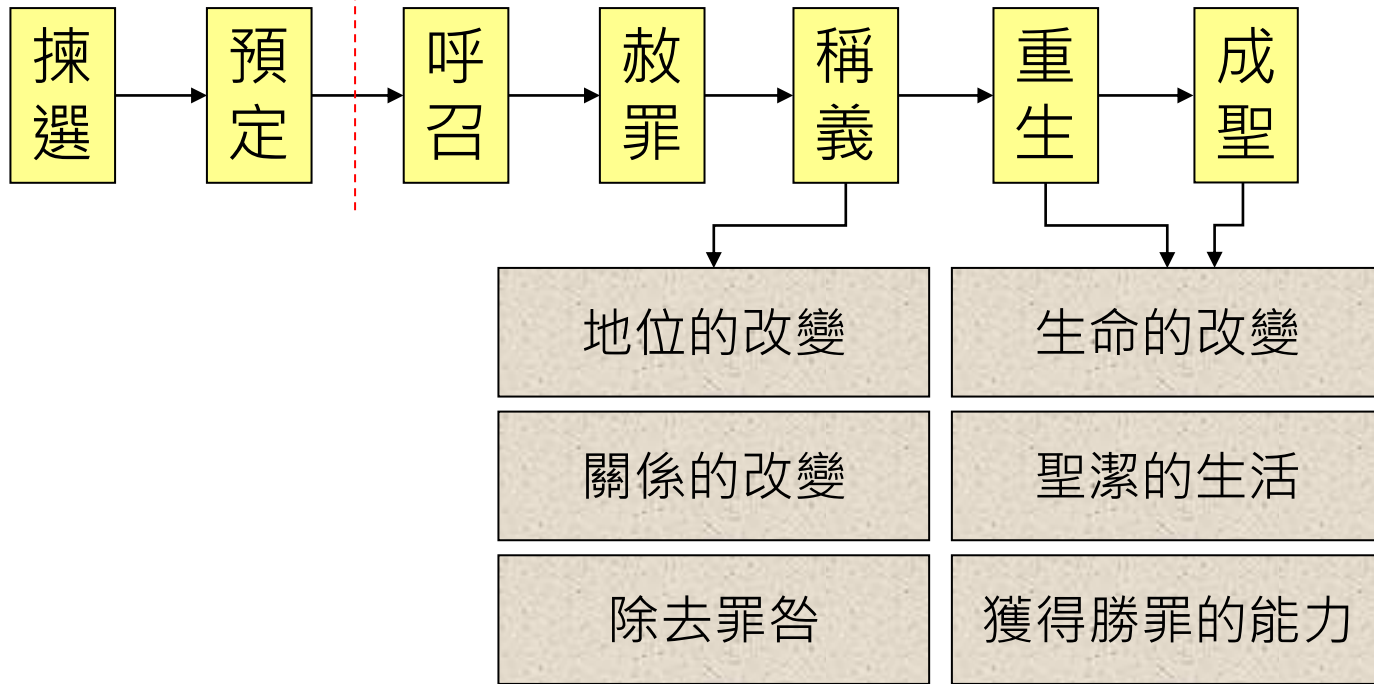 揀選
預定
呼召
赦罪
稱義
重生
成聖
地位的改變
生命的改變
關係的改變
聖潔的生活
除去罪咎
獲得勝罪的能力